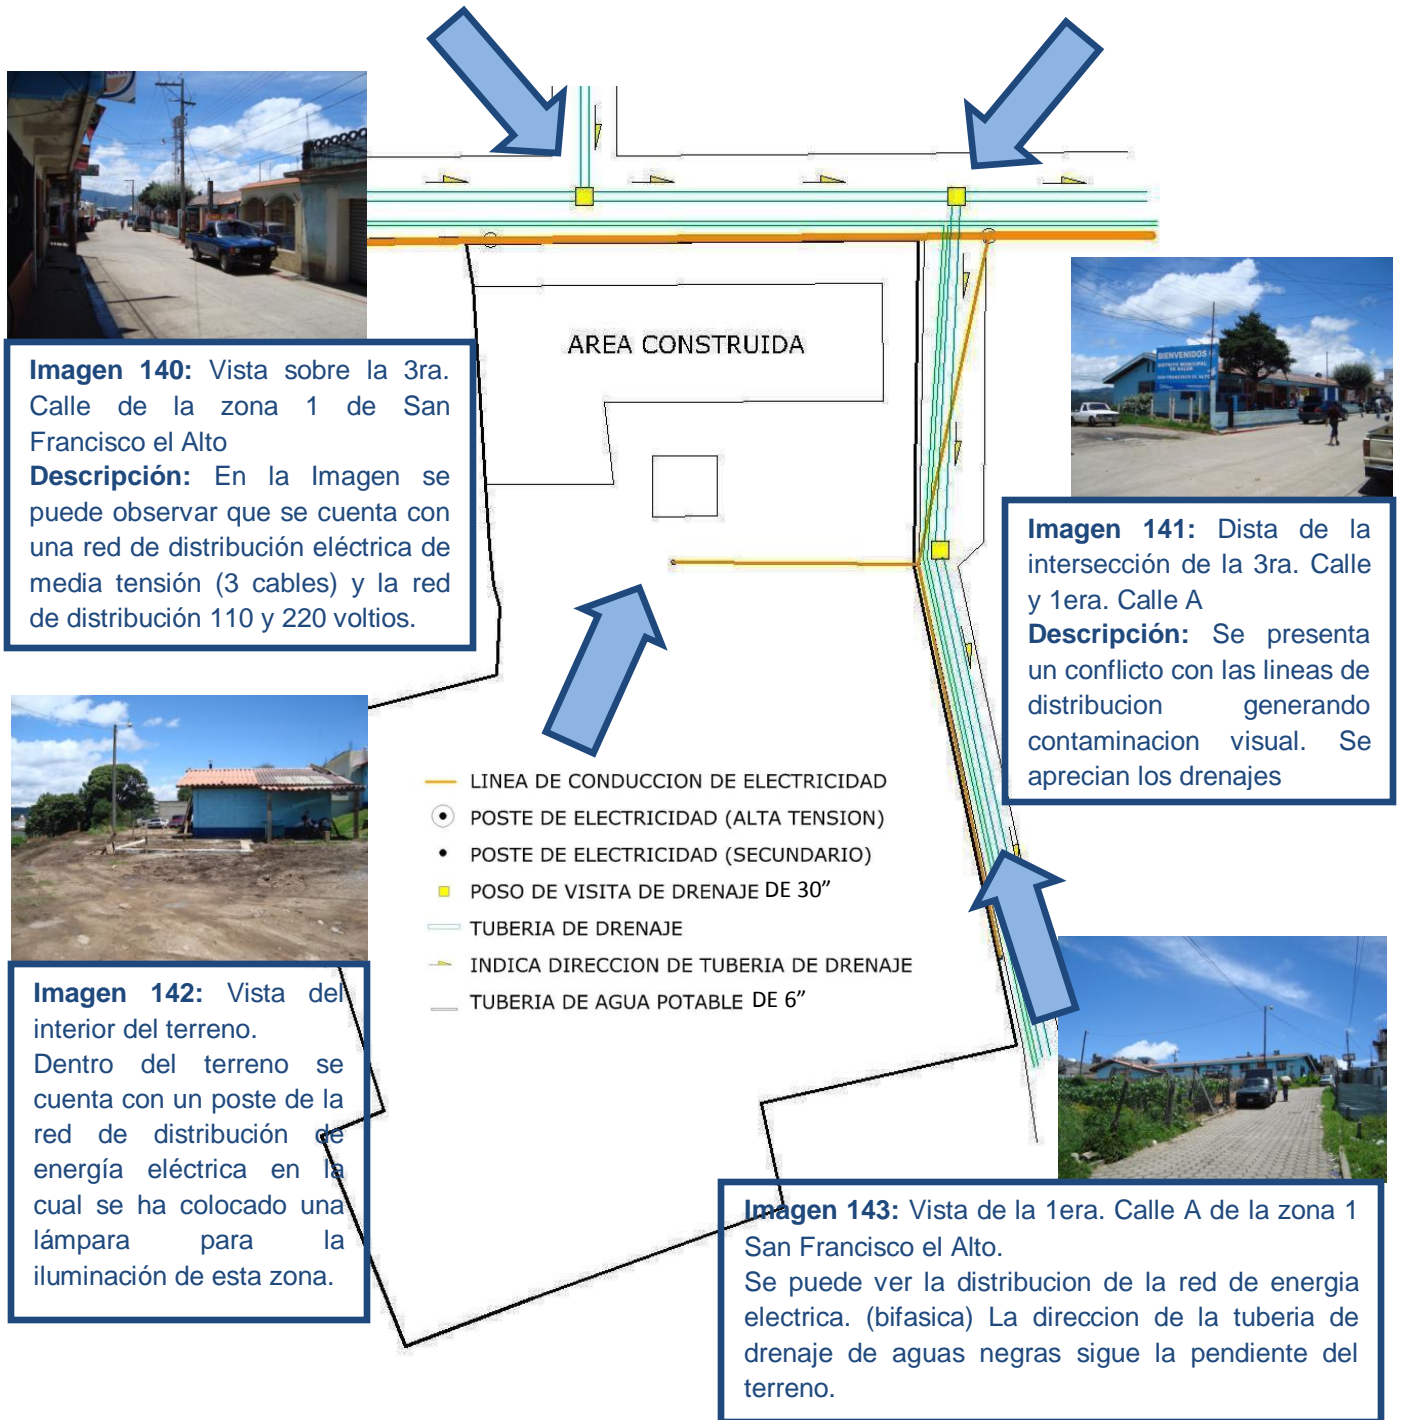 AREA CONSTRUIDA
Imagen 140: Vista sobre la 3ra.
Calle de la zona 1 de San
Francisco el Alto
Descripción: En la Imagen se
puede observar que se cuenta con
una red de distribución eléctrica de
media tensión (3 cables) y la red
de distribución 110 y 220 voltios.
BIENVENIDOS
DISTRITO MUNICIPAL
DE SALUD
SAN FRANCISCO EL ALTO
Imagen 141: Dista de la
intersección de la 3ra. Calle
y 1era. Calle A
Descripción: Se presenta
un conflicto con las lineas de
distribucion generando
contaminacion visual. Se
aprecian los drenajes
LINEA DE CONDUCCION DE ELECTRICIDAD
POSTE DE ELECTRICIDAD (ALTA TENSION)
POSTE DE ELECTRICIDAD (SECUNDARIO)
POSO DE VISITA DE DRENAJE DE 30”
TUBERIA DE DRENAJE
INDICA DIRECCION DE TUBERIA DE DRENAJE
TUBERIA DE AGUA POTABLE DE 6”
Imagen 142: Vista del
interior del terreno.
Dentro del terreno se
cuenta con un poste de la
red de distribución de
energía eléctrica en la
cual se ha colocado una
lámpara para la
iluminación de esta zona.
Imagen 143: Vista de la 1era. Calle A de la zona 1
San Francisco el Alto.
Se puede ver la distribucion de la red de energia
electrica. (bifasica) La direccion de la tuberia de
drenaje de aguas negras sigue la pendiente del
terreno.